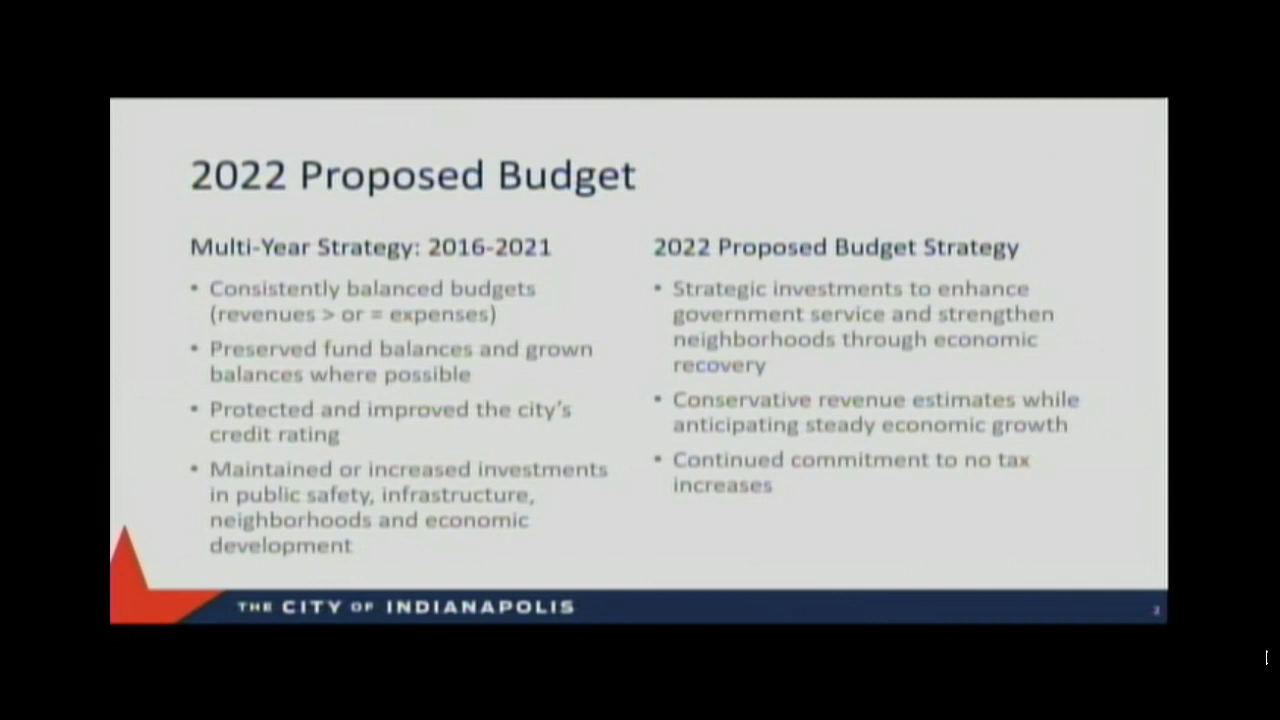 2022 Proposed Budget
Multi-Year Strategy: 2016-2021
• Consistently balanced budgets
(revenues > or = expenses)
• Preserved fund balances and grown
balances where possible
• Protected and improved the city's
credit rating
• Maintained or increased investments
in public safety, infrastructure,
neighborhoods and economic
development
2022 Proposed Budget Strategy
• Strategic investments to enhance
government service and strengthen
neighborhoods through economic
recovery
• Conservative revenue estimates while
anticipating steady economic growth
• Continued commitment to no tax
increases
THE CITY OF INDIANAPOLIS
2